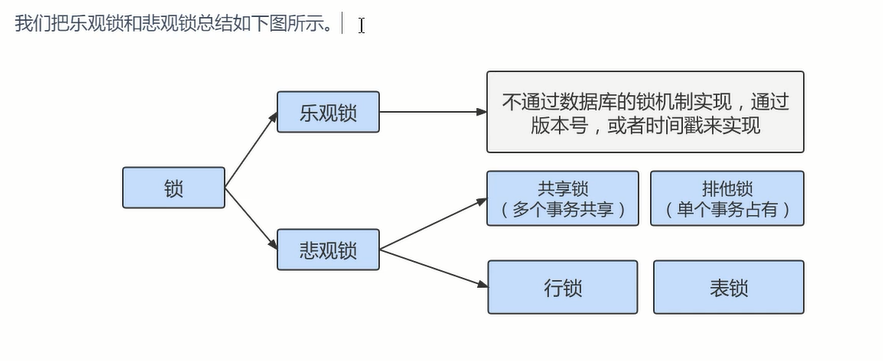 我们把乐观锁和悲观锁总结如下图所示。
乐观锁
不通过数据库的锁机制实现，通过
版本号，或者时间戳来实现
锁
共享锁
（多个事务共享）
排他锁
（单个事务占有）
悲观锁
行锁
表锁